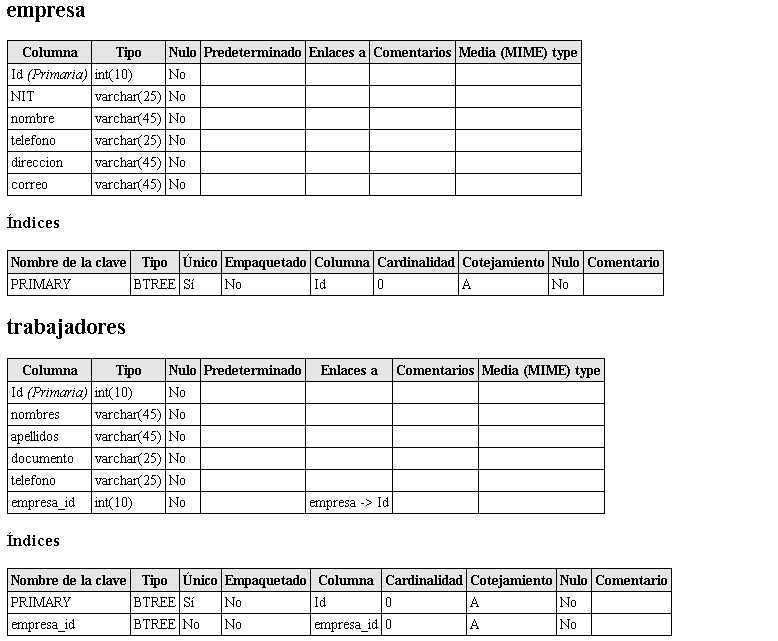 empresa
Columna Tipo Nulo Predeterminado Enlaces a Comentarios Media (MIME) type
Id (Primaria) int(10) No
NIT varchar(25) No
nombre varchar(45) No
telefono varchar(25) No
direccion varchar(45) No
correo varchar(45) No
Índices
Nombre de la clave Tipo Único Empaquetado Columna Cardinalidad Cotejamiento Nulo Comentario
PRIMARY BTREE Sí No Id 0 A No
trabajadores
Columna Tipo Nulo Predeterminado Enlaces a Comentarios Media (MIME) type
Id (Primaria) int(10) No
nombres varchar(45) No
apellidos varchar(45) No
documento varchar(25) No
telefono varchar(25) No
empresa_id int(10) No empresa -> Id
Índices
Nombre de la clave Tipo Único Empaquetado Columna Cardinalidad Cotejamiento Nulo Comentario
PRIMARY BTREE Sí No Id 0 A No
empresa_id BTREE No No empresa_id 0 A No